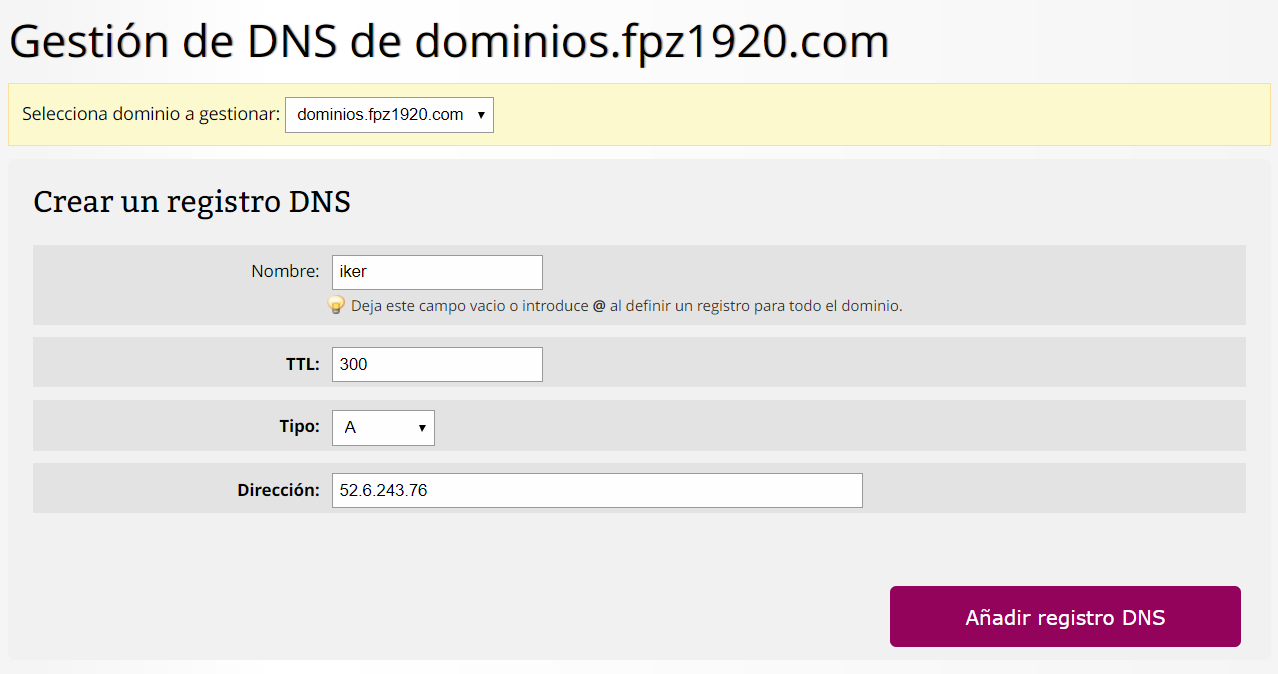 Gestión de DNS de dominios.fpz1920.com
Selecciona dominio a gestionar: dominios.fpz1920.com
Crear un registro DNS
Nombre: iker
Deja este campo vacio o introduce @ al definir un registro para todo el dominio.
TTL: 300
Tipo: A
Dirección: 52.6.243.76
Añadir registro DNS